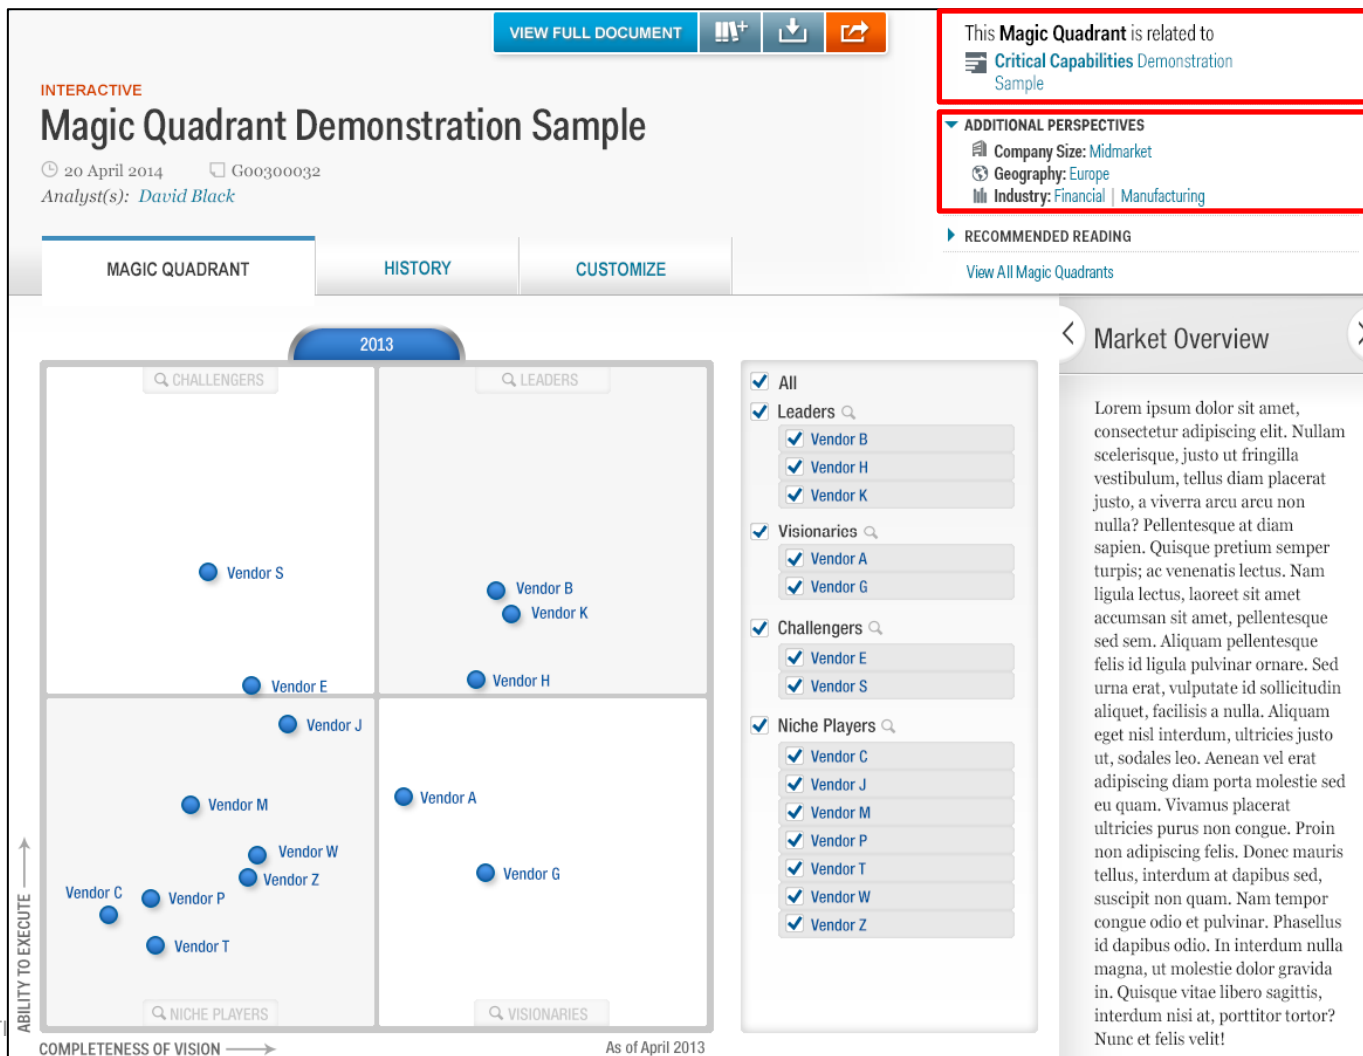 VIEW FULL DOCUMENT
This Magic Quadrant is related to
Critical Capabilities Demonstration
Sample
INTERACTIVE
Magic Quadrant Demonstration Sample
20 April 2014 G00300032
Analyst(s): David Black
ADDITIONAL PERSPECTIVES
Company Size: Midmarket
Geography: Europe
Industry: Financial | Manufacturing
RECOMMENDED READING
View All Magic Quadrants
MAGIC QUADRANT
HISTORY
CUSTOMIZE
2013
CHALLENGERS
LEADERS
Vendor S
Vendor B
Vendor K
Vendor H
Vendor E
Vendor J
Vendor M
Vendor A
Vendor W
Vendor Z
Vendor G
Vendor C
Vendor P
Vendor T
NICHE PLAYERS
VISIONARIES
ABILITY TO EXECUTE
COMPLETENESS OF VISION
As of April 2013
All
Leaders
Vendor B
Vendor H
Vendor K
Visionaries
Vendor A
Vendor G
Challengers
Vendor E
Vendor S
Niche Players
Vendor C
Vendor J
Vendor M
Vendor P
Vendor T
Vendor W
Vendor Z
Market Overview
Lorem ipsum dolor sit amet,
consectetur adipiscing elit. Nullam
scelerisque, justo ut fringilla
vestibulum, tellus diam placerat
justo, a viverra arcu arcu non
nulla? Pellentesque at diam
sapien. Quisque pretium semper
turpis; ac venenatis lectus. Nam
ligula lectus, laoreet sit amet
accumsan sit amet, pellentesque
sed sem. Aliquam pellentesque
felis id ligula pulvinar ornare. Sed
urna erat, vulputate id sollicitudin
aliquet, facilisis a nulla. Aliquam
eget nisl interdum, ultricies justo
ut, sodales leo. Aenean vel erat
adipiscing diam porta molestie sed
eu quam. Vivamus placerat
ultricies purus non congue. Proin
non adipiscing felis. Donec mauris
tellus, interdum at dapibus sed,
suscipit non quam. Nam tempor
congue odio et pulvinar. Phasellus
id dapibus odio. In interdum nulla
magna, ut molestie dolor gravida
in. Quisque vitae libero sagittis,
interdum nisi at, porttitor tortor?
Nunc et felis velit!